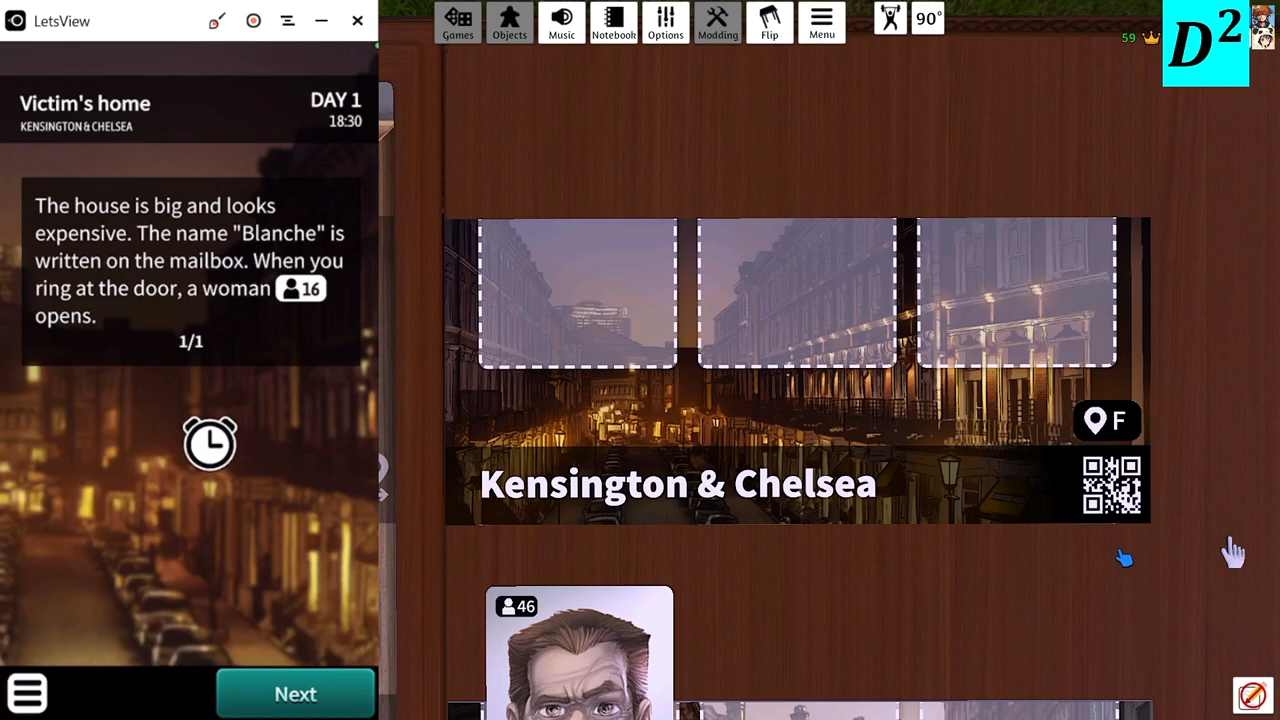 LetsView
Victim's home
KENSINGTON & CHELSEA
DAY 1
18:30
The house is big and looks
expensive. The name "Blanche" is
written on the mailbox. When you
ring at the door, a woman 16
opens.
1/1
Next
Games
Objects
Music
Notebook
Options
Modding
Flip
Menu
90°
59
D²
F
Kensington & Chelsea
46